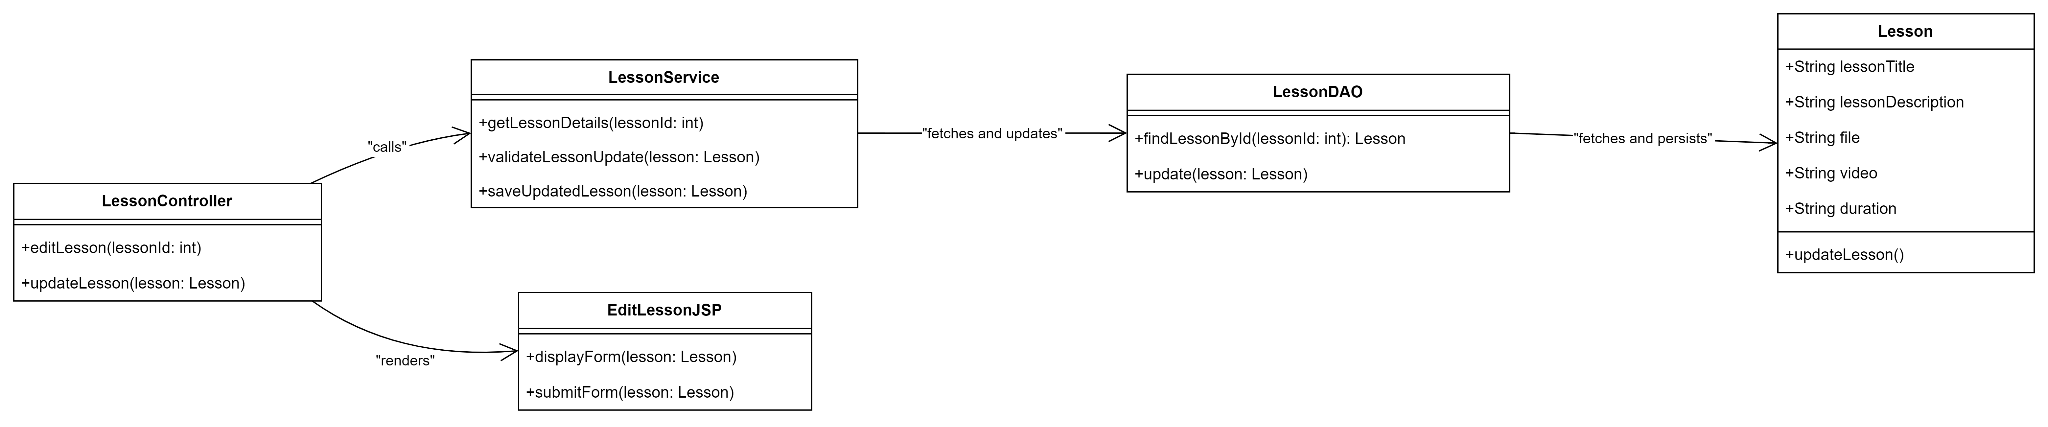 LessonController
+editLesson(lessonId: int)
+updateLesson(lesson: Lesson)
"calls"
"renders"
LessonService
+getLessonDetails(lessonId: int)
+validateLessonUpdate(lesson: Lesson)
+saveUpdatedLesson(lesson: Lesson)
EditLessonJSP
+displayForm(lesson: Lesson)
+submitForm(lesson: Lesson)
"fetches and updates"
LessonDAO
+findLessonById(lessonId: int): Lesson
+update(lesson: Lesson)
"fetches and persists"
Lesson
+String lessonTitle
+String lessonDescription
+String file
+String video
+String duration
+updateLesson()